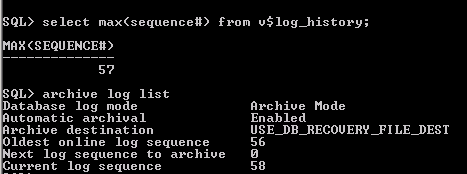 SQL> select max(sequence#) from v$log_history;
MAX(SEQUENCE#)
--------------
57
SQL> archive log list
Database log mode Archive Mode
Automatic archival Enabled
Archive destination USE_DB_RECOVERY_FILE_DEST
Oldest online log sequence 56
Next log sequence to archive 0
Current log sequence 58